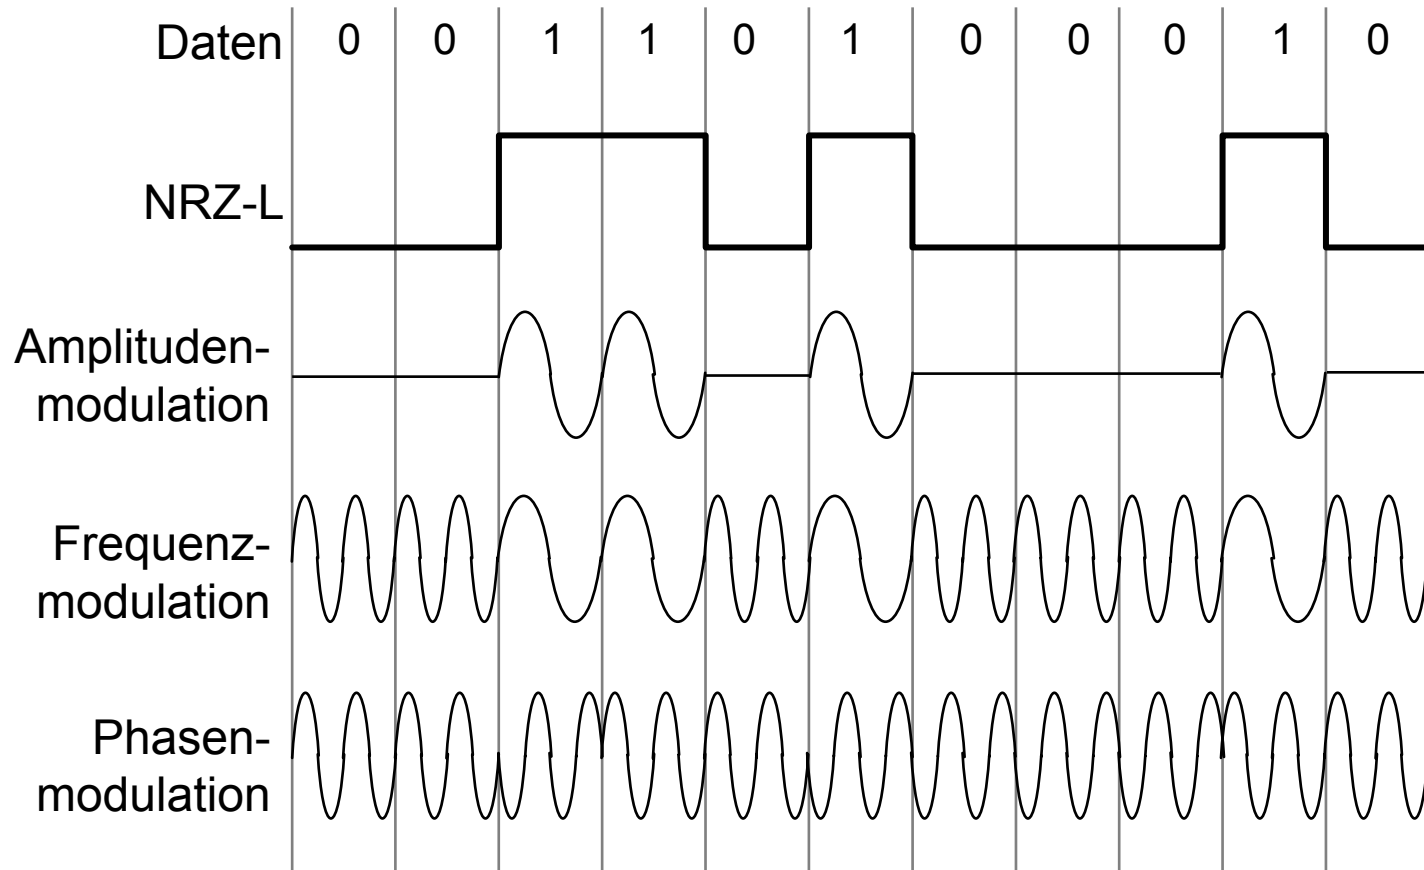 Daten 0 0 1 1 0 1 0 0 0 1 0
NRZ-L
Amplituden-
modulation
Frequenz-
modulation
Phasen-
modulation